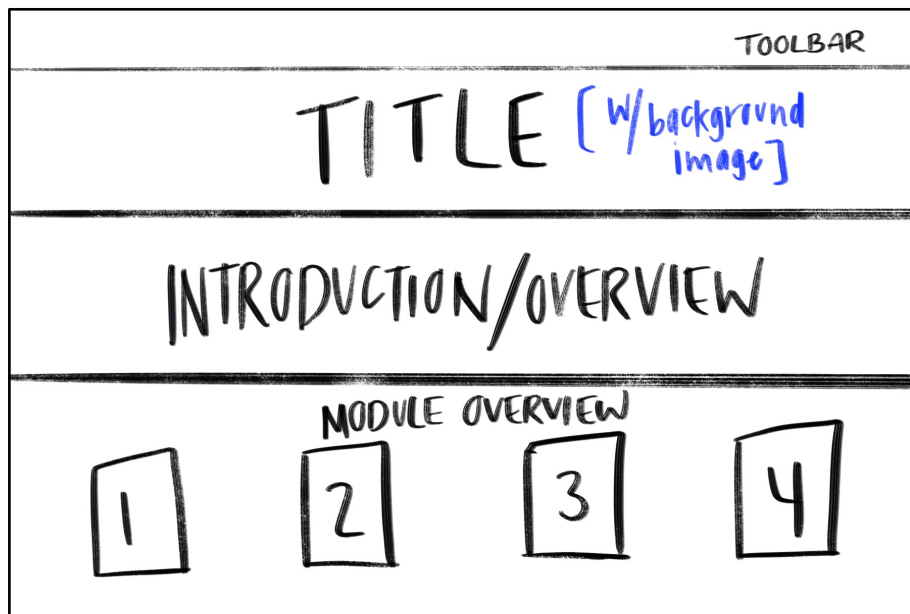 TOOLBAR
TITLE [W/background
image]
INTRODUCTION/OVERVIEW
MODULE OVERVIEW
1 2 3 4